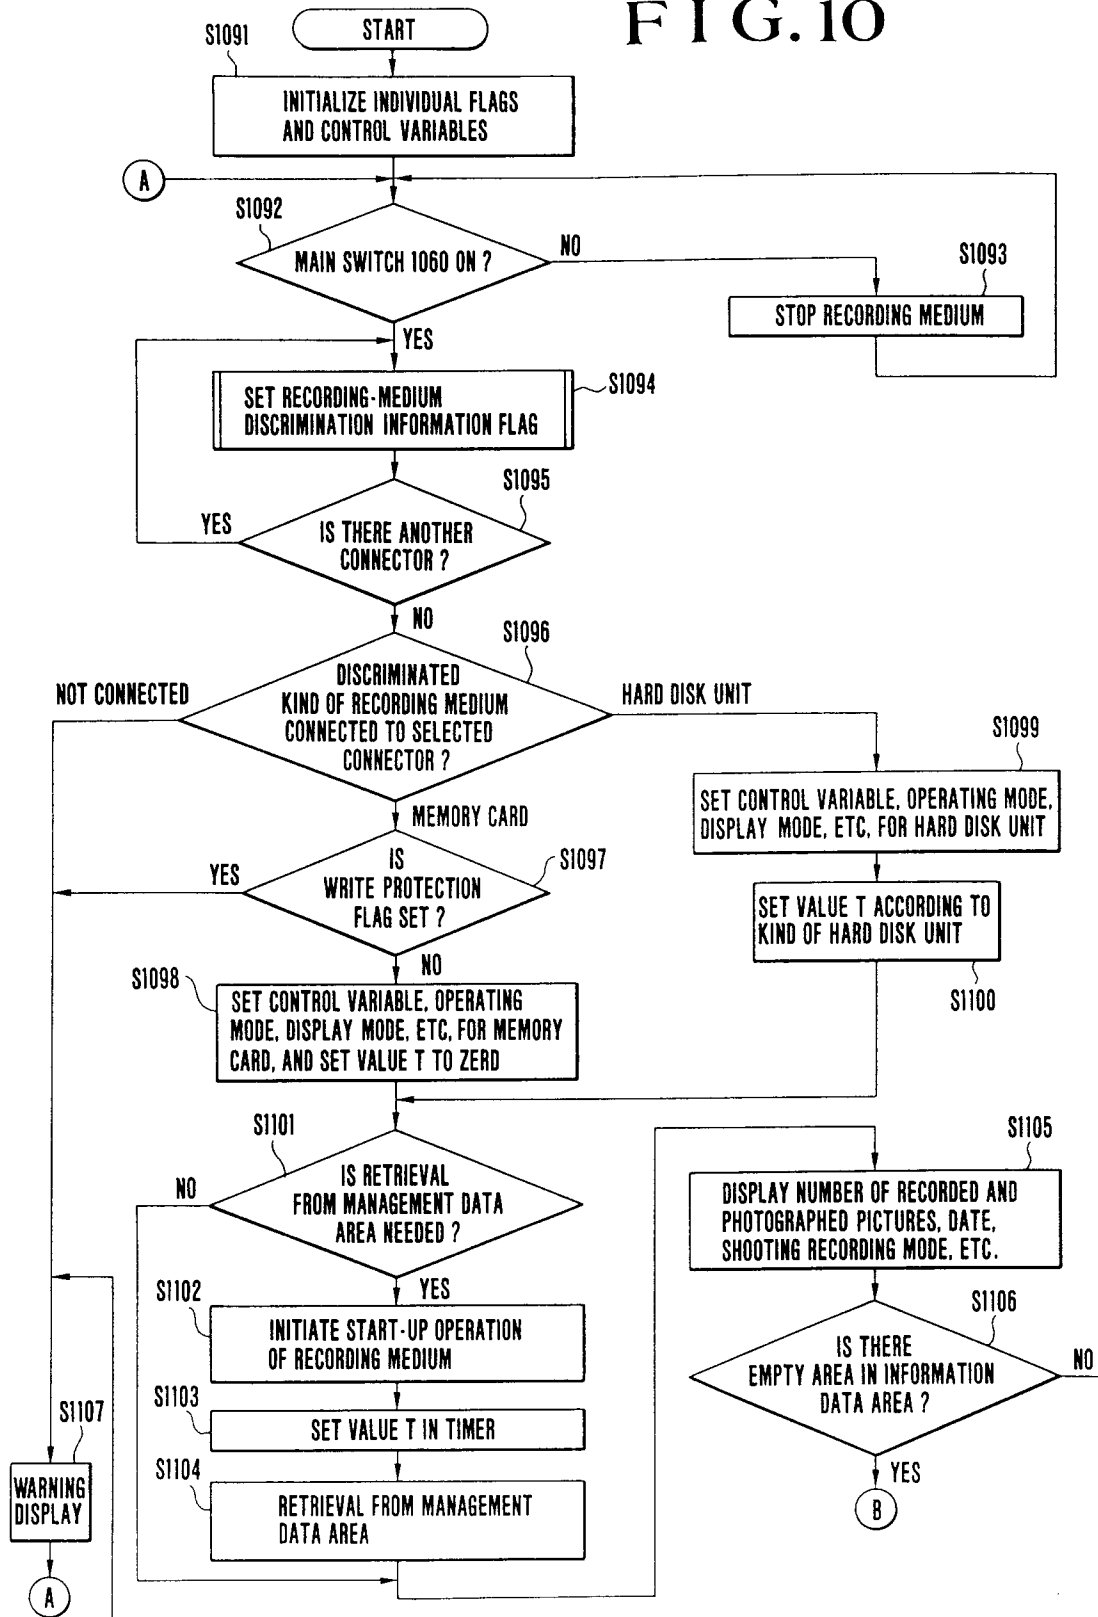 FIG. 10
START
S1091
INITIALIZE INDIVIDUAL FLAGS
AND CONTROL VARIABLES
A
S1092
MAIN SWITCH 1060 ON ?
NO
S1093
STOP RECORDING MEDIUM
YES
S1094
SET RECORDING-MEDIUM
DISCRIMINATION INFORMATION FLAG
S1095
YES
IS THERE ANOTHER
CONNECTOR ?
NO
S1096
NOT CONNECTED
DISCRIMINATED
KIND OF RECORDING MEDIUM
CONNECTED TO SELECTED
CONNECTOR ?
HARD DISK UNIT
S1099
SET CONTROL VARIABLE, OPERATING MODE,
DISPLAY MODE, ETC, FOR HARD DISK UNIT
MEMORY CARD
S1097
YES
IS
WRITE PROTECTION
FLAG SET ?
SET VALUE T ACCORDING TO
KIND OF HARD DISK UNIT
S1100
NO
S1098
SET CONTROL VARIABLE, OPERATING
MODE, DISPLAY MODE, ETC, FOR MEMORY
CARD, AND SET VALUE T TO ZERD
S1101
NO
IS RETRIEVAL
FROM MANAGEMENT DATA
AREA NEEDED ?
S1105
DISPLAY NUMBER OF RECORDED AND
PHOTOGRAPHED PICTURES, DATE,
SHOOTING RECORDING MODE, ETC.
YES
S1102
INITIATE START-UP OPERATION
OF RECORDING MEDIUM
S1106
IS THERE
EMPTY AREA IN INFORMATION
DATA AREA ?
NO
S1103
SET VALUE T IN TIMER
S1107
WARNING
DISPLAY
S1104
RETRIEVAL FROM MANAGEMENT
DATA AREA
YES
B
A